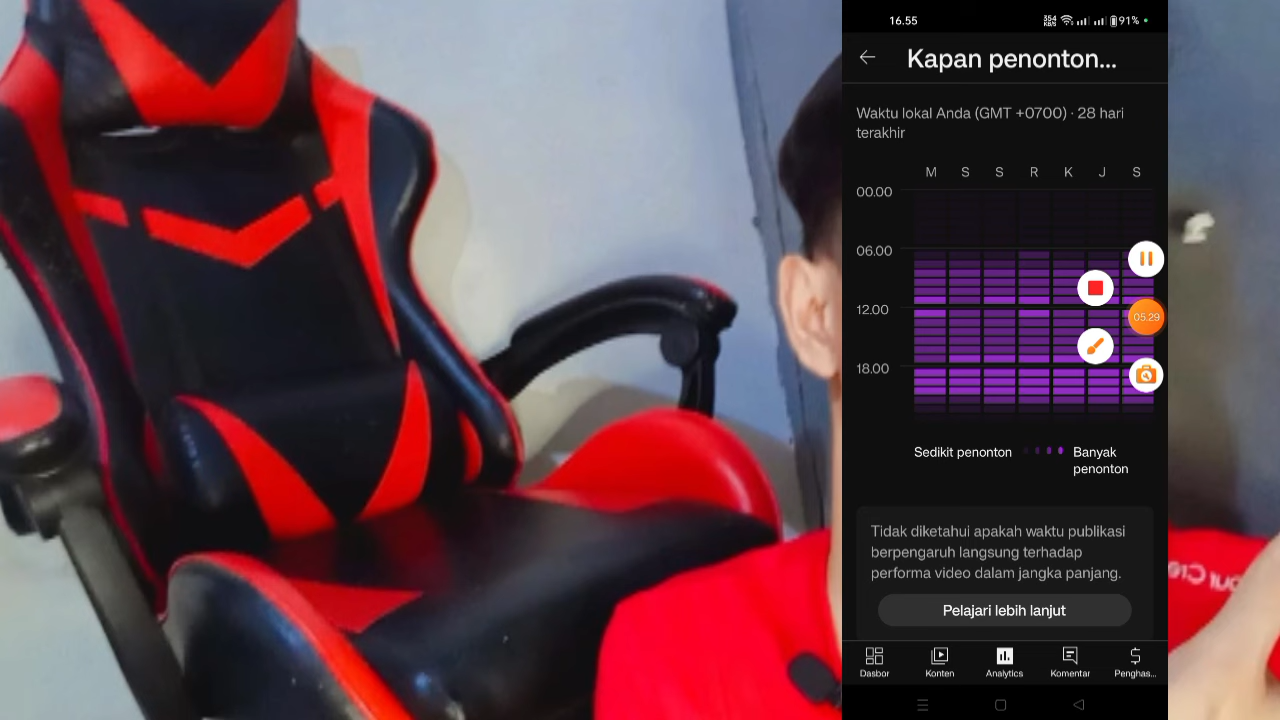 16.55
354
KB/S
91%
Kapan penonton...
Waktu lokal Anda (GMT +0700) · 28 hari
terakhir
M S S R K J S
00.00
06.00
12.00
18.00
05.29
Sedikit penonton
Banyak
penonton
Tidak diketahui apakah waktu publikasi
berpengaruh langsung terhadap
performa video dalam jangka panjang.
Pelajari lebih lanjut
Dasbor Konten Analytics Komentar Penghas...